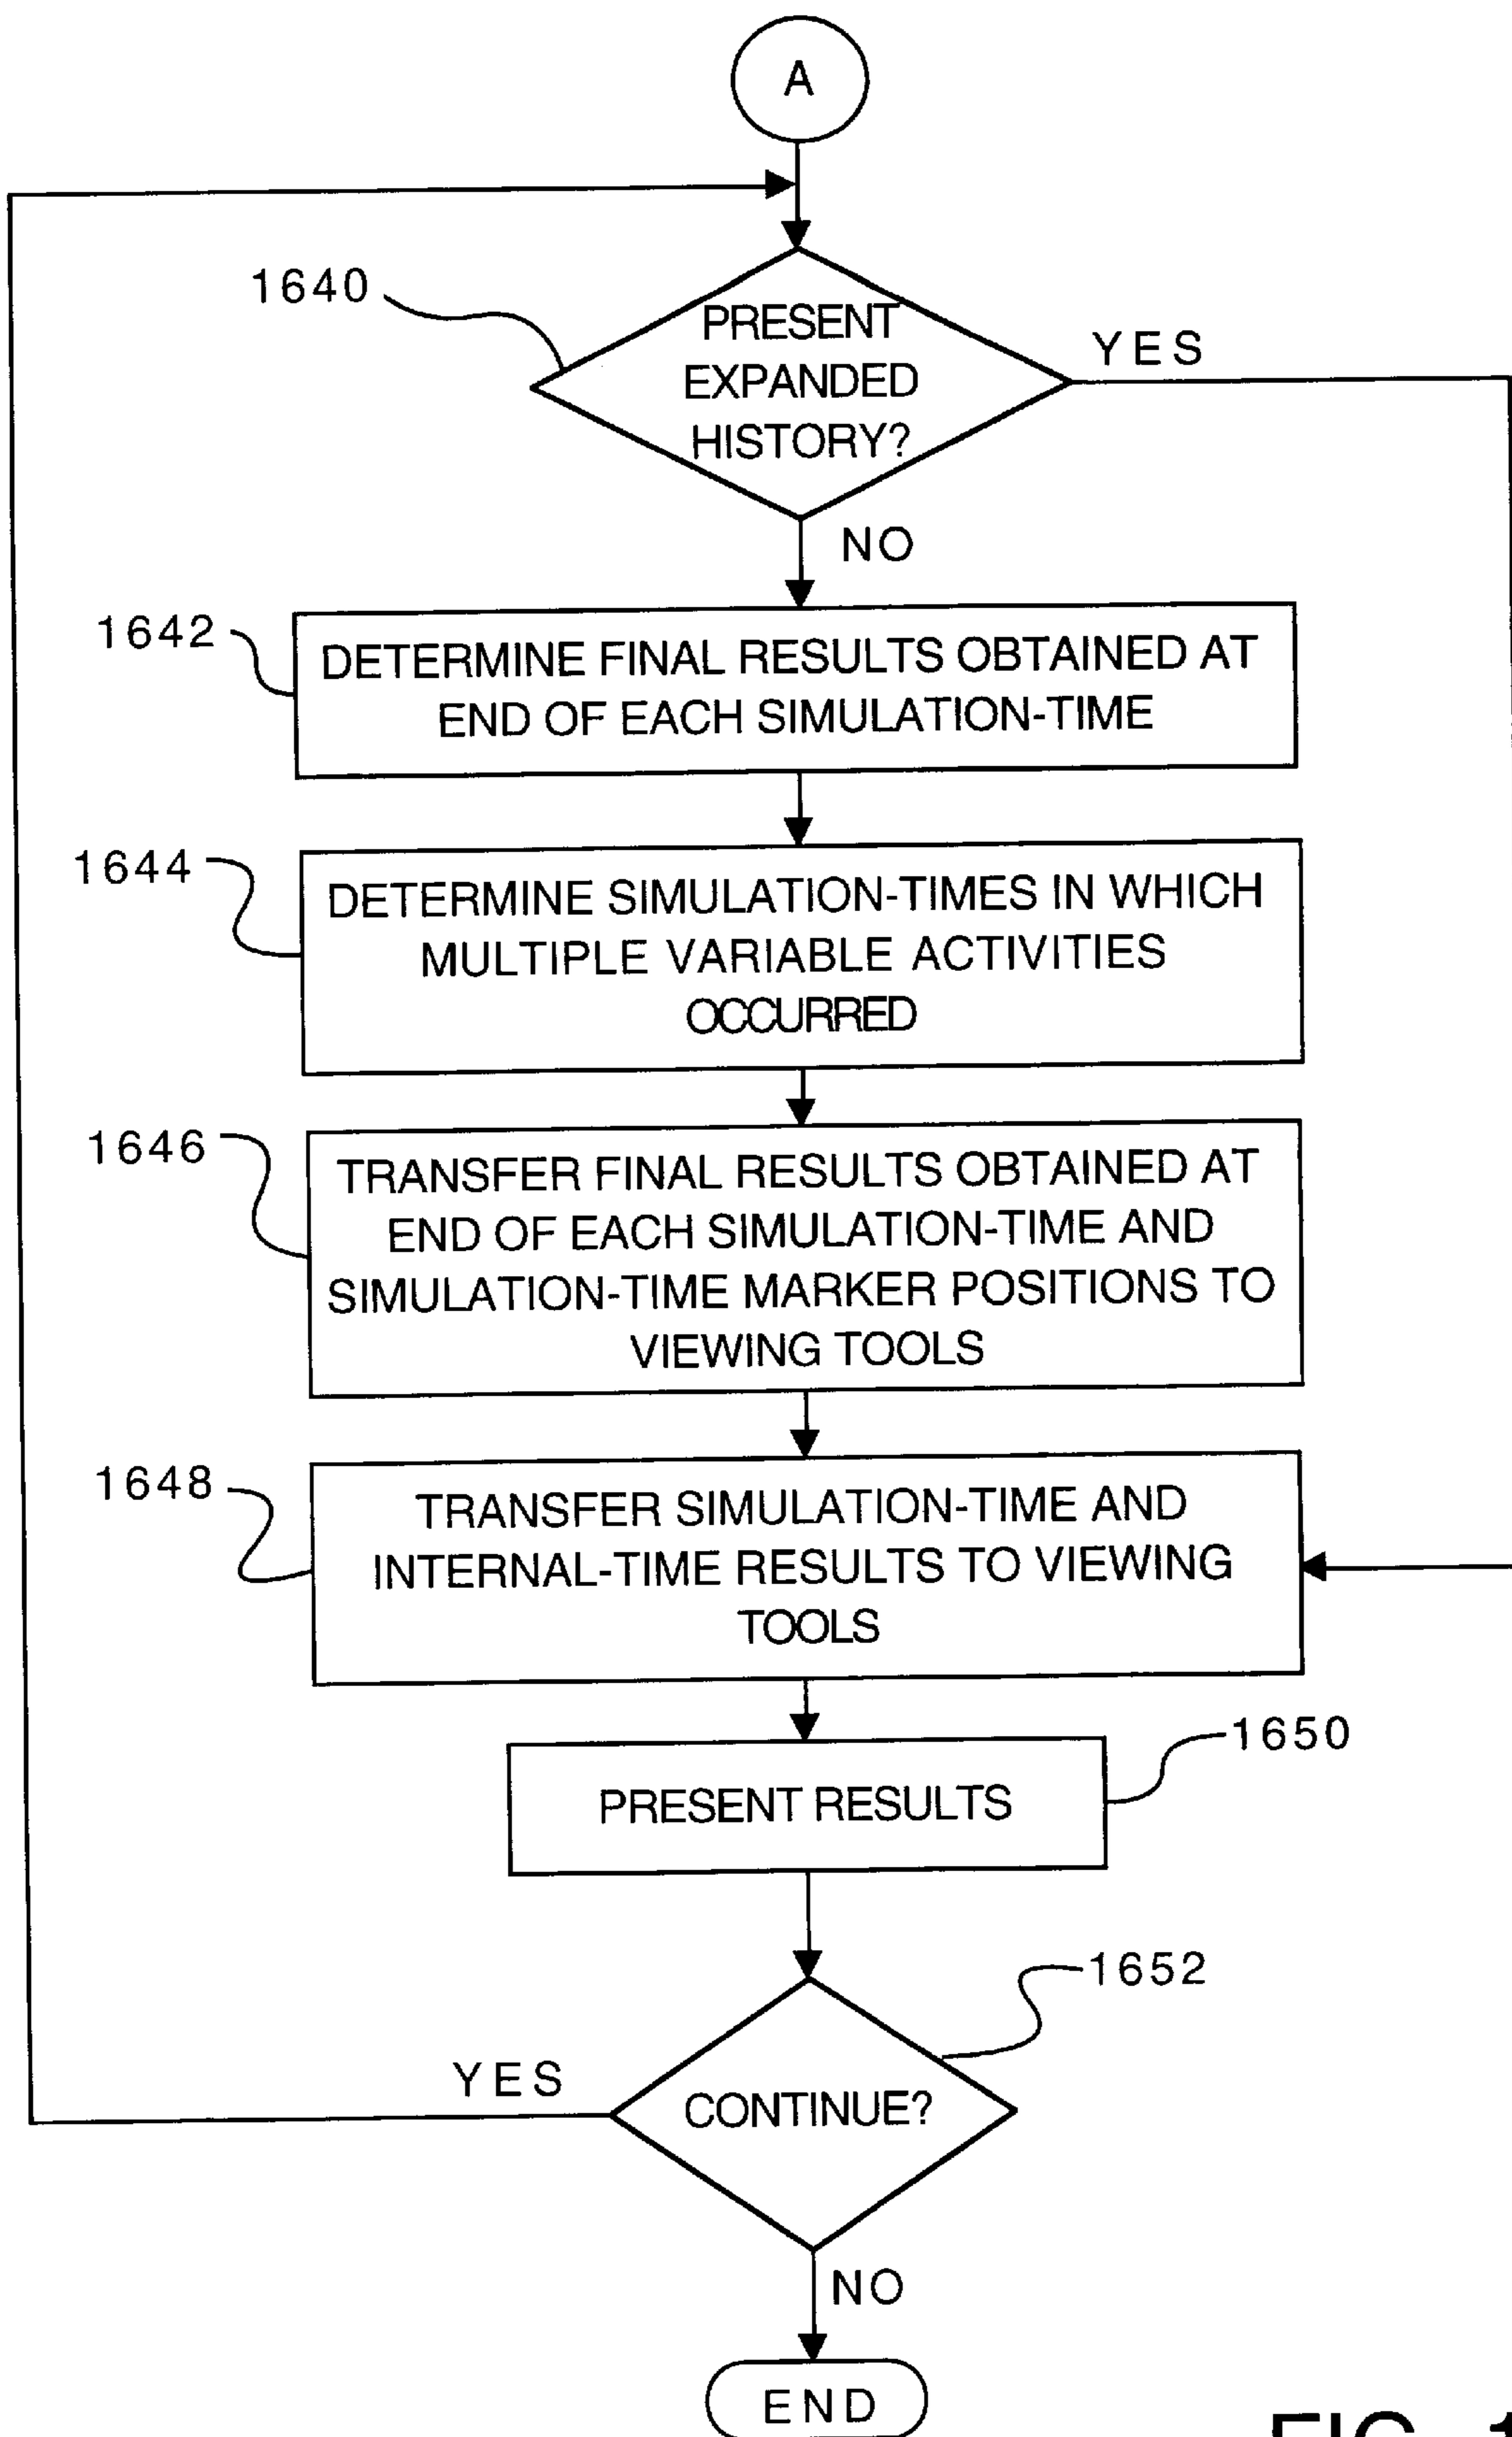 A
1640
PRESENT
EXPANDED
HISTORY?
YES
NO
1642
DETERMINE FINAL RESULTS OBTAINED AT
END OF EACH SIMULATION-TIME
1644
DETERMINE SIMULATION-TIMES IN WHICH
MULTIPLE VARIABLE ACTIVITIES
OCCURRED
1646
TRANSFER FINAL RESULTS OBTAINED AT
END OF EACH SIMULATION-TIME AND
SIMULATION-TIME MARKER POSITIONS TO
VIEWING TOOLS
1648
TRANSFER SIMULATION-TIME AND
INTERNAL-TIME RESULTS TO VIEWING
TOOLS
1650
PRESENT RESULTS
1652
YES
CONTINUE?
NO
END